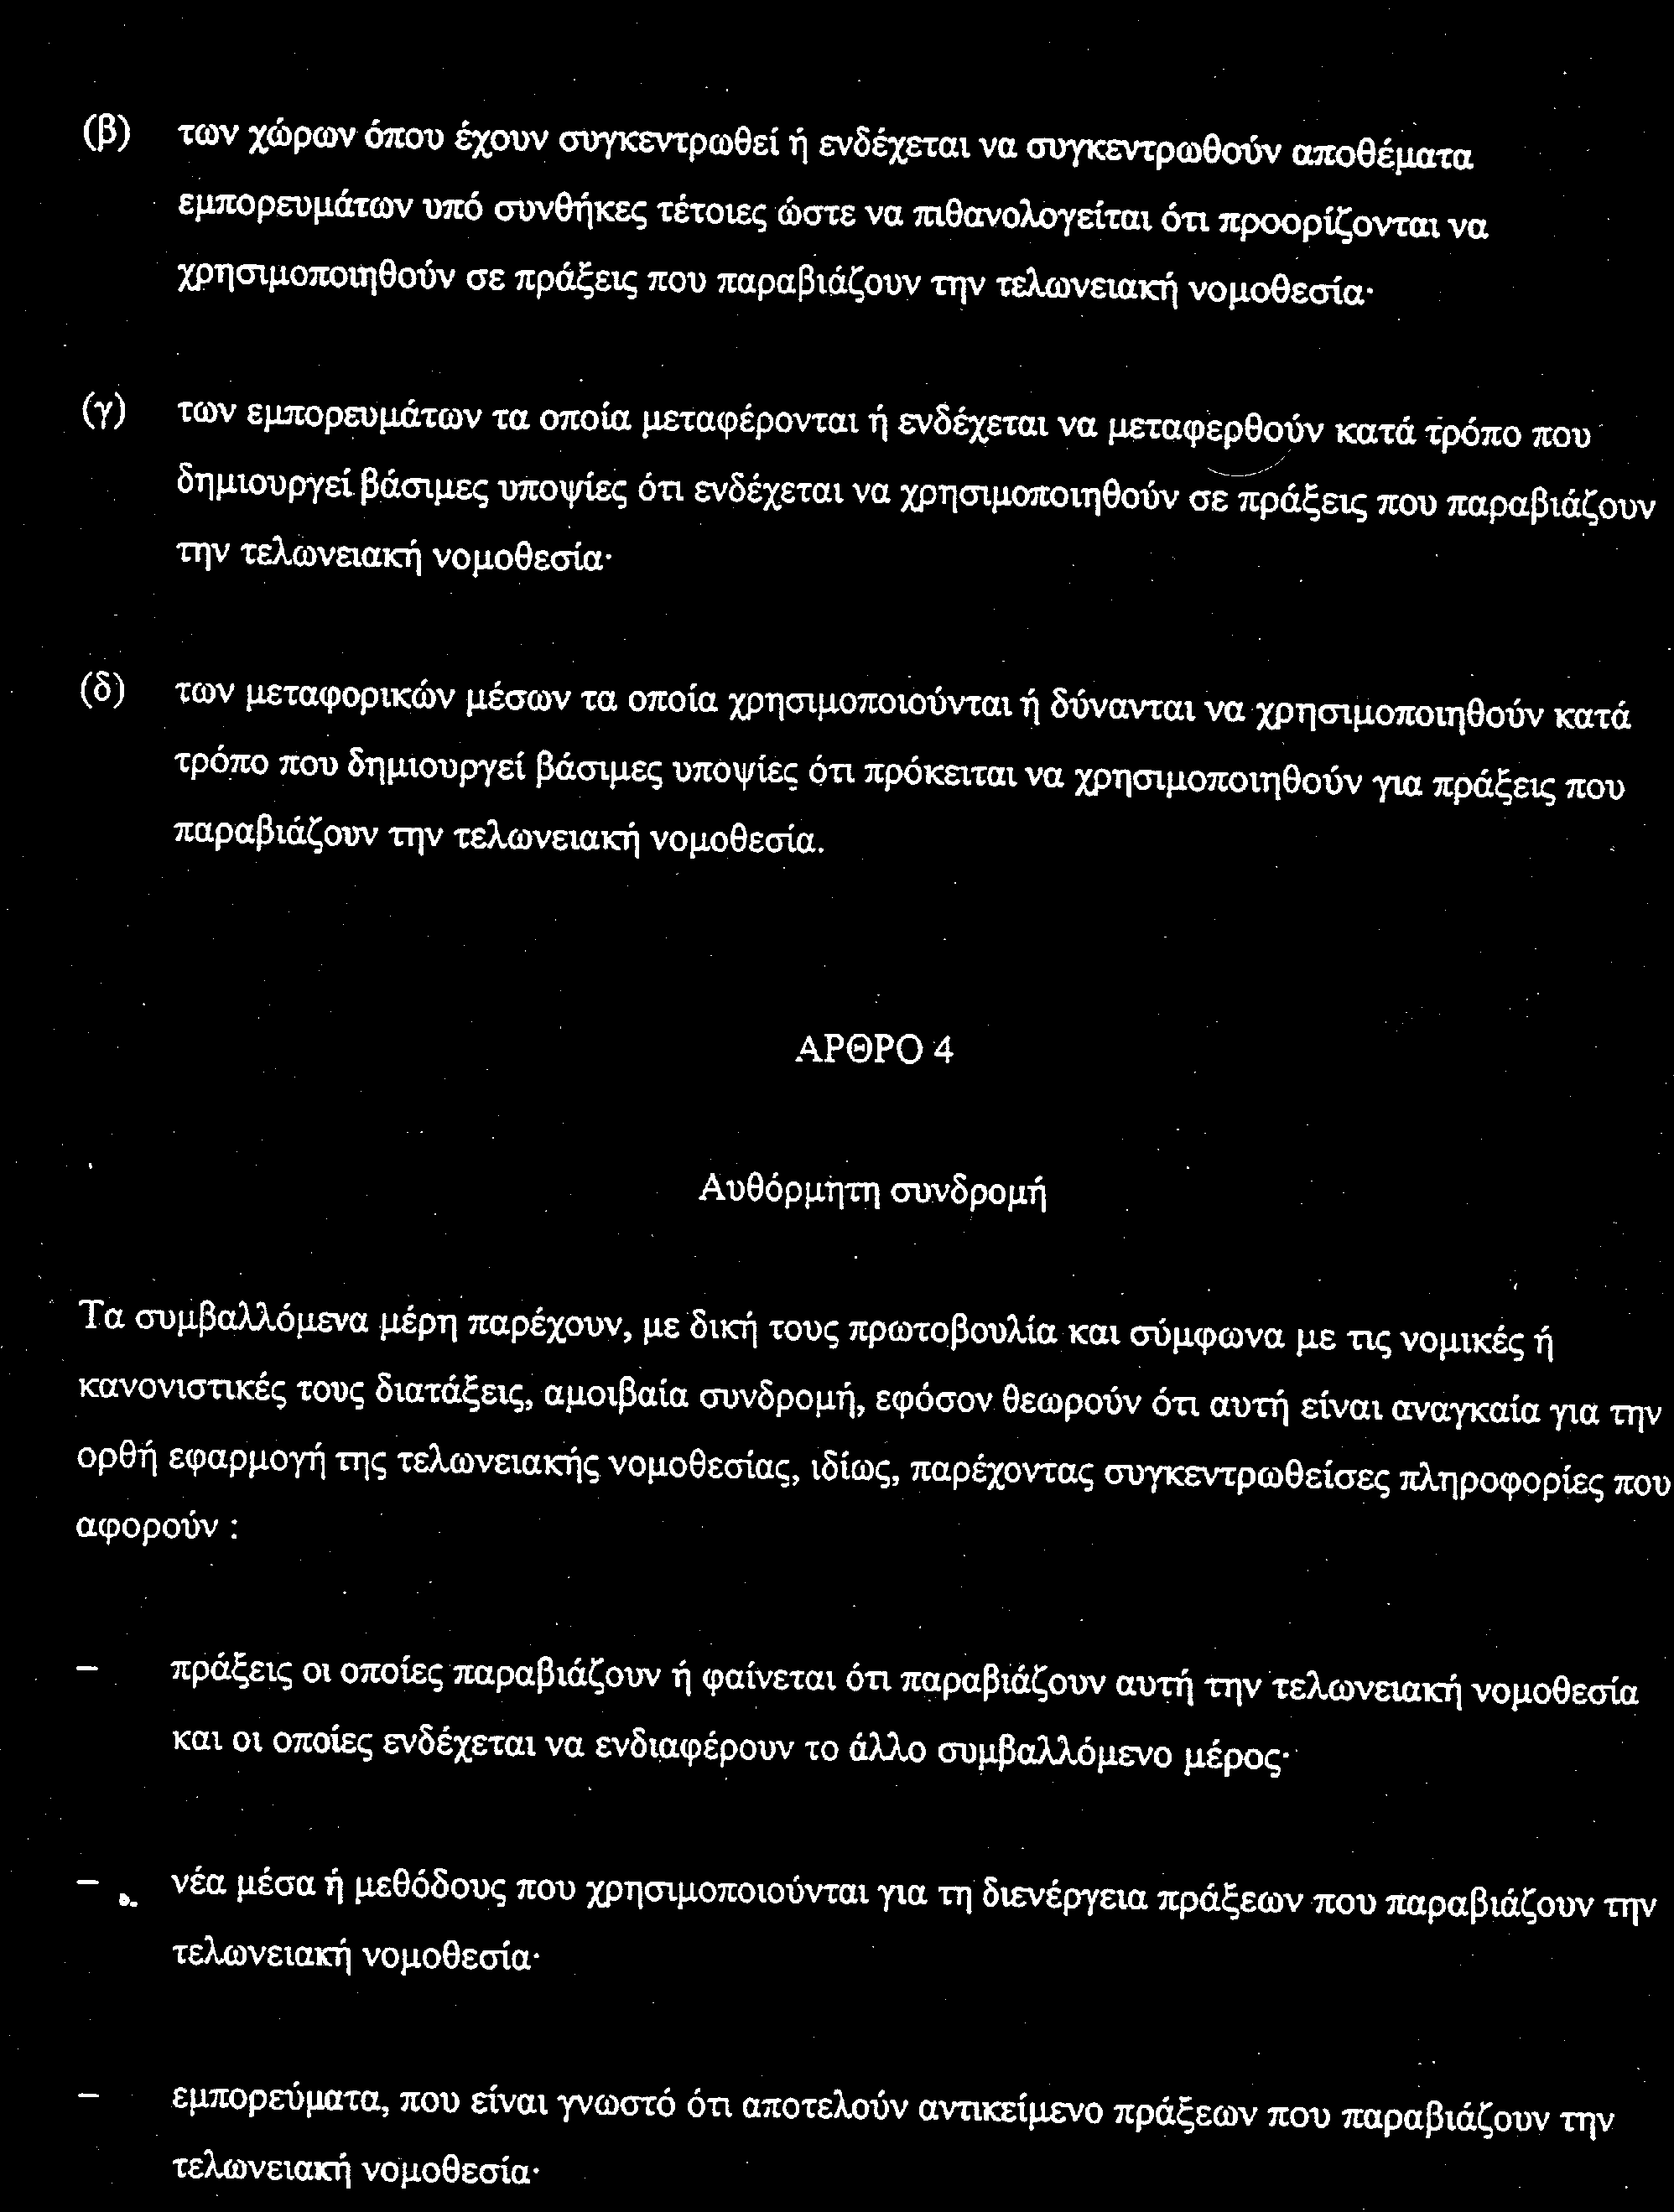 (β) των χώρων όπου έχουν συγκεντρωθεί ή ενδέχεται να συγκεντρωθούν αποθέματα
εμπορευμάτων υπό συνθήκες τέτοιες ώστε να πιθανολογείται ότι προορίζονται να
χρησιμοποιηθούν σε πράξεις που παραβιάζουν την τελωνειακή νομοθεσία·
(γ) των εμπορευμάτων τα οποία μεταφέρονται ή ενδέχεται να μεταφερθούν κατά τρόπο που
δημιουργεί βάσιμες υποψίες ότι ενδέχεται να χρησιμοποιηθούν σε πράξεις που παραβιάζουν
την τελωνειακή νομοθεσία·
(δ) των μεταφορικών μέσων τα οποία χρησιμοποιούνται ή δύνανται να χρησιμοποιηθούν κατά
τρόπο που δημιουργεί βάσιμες υποψίες ότι πρόκειται να χρησιμοποιηθούν για πράξεις που
παραβιάζουν την τελωνειακή νομοθεσία.
ΑΡΘΡΟ 4
Αυθόρμητη συνδρομή
Τα συμβαλλόμενα μέρη παρέχουν, με δική τους πρωτοβουλία και σύμφωνα με τις νομικές ή
κανονιστικές τους διατάξεις, αμοιβαία συνδρομή, εφόσον θεωρούν ότι αυτή είναι αναγκαία για την
ορθή εφαρμογή της τελωνειακής νομοθεσίας, ιδίως, παρέχοντας συγκεντρωθείσες πληροφορίες που
αφορούν :
– πράξεις οι οποίες παραβιάζουν ή φαίνεται ότι παραβιάζουν αυτή την τελωνειακή νομοθεσία
και οι οποίες ενδέχεται να ενδιαφέρουν το άλλο συμβαλλόμενο μέρος·
– νέα μέσα ή μεθόδους που χρησιμοποιούνται για τη διενέργεια πράξεων που παραβιάζουν την
τελωνειακή νομοθεσία·
– εμπορεύματα, που είναι γνωστό ότι αποτελούν αντικείμενο πράξεων που παραβιάζουν την
τελωνειακή νομοθεσία·